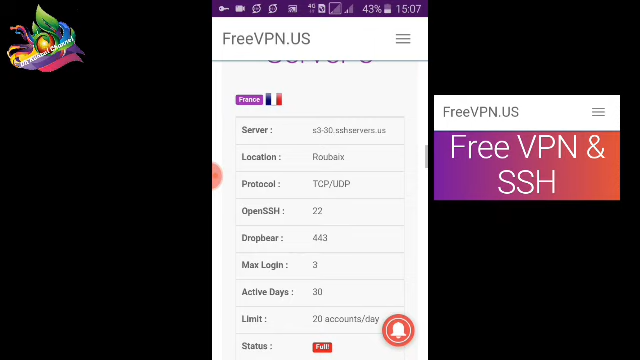 4G
43% 15:07
FreeVPN.US
France
Server : s3-30.sshservers.us
Location : Roubaix
Protocol : TCP/UDP
OpenSSH : 22
Dropbear : 443
Max Login : 3
Active Days : 30
Limit : 20 accounts/day
Status : Full!
FreeVPN.US
Free VPN &
SSH